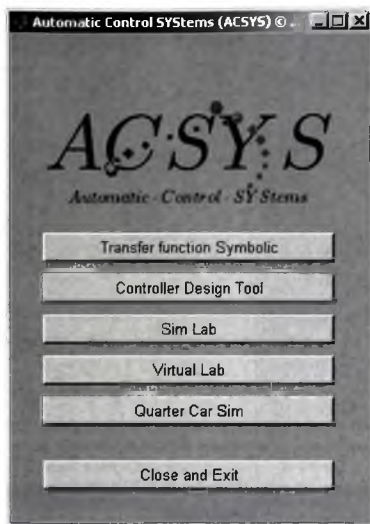 Automatic Control SYStems (ACSYS) ©
ACSYS
Automatic - Control - SYStems
Transfer function Symbolic
Controller Design Tool
Sim Lab
Virtual Lab
Quarter Car Sim
Close and Exit